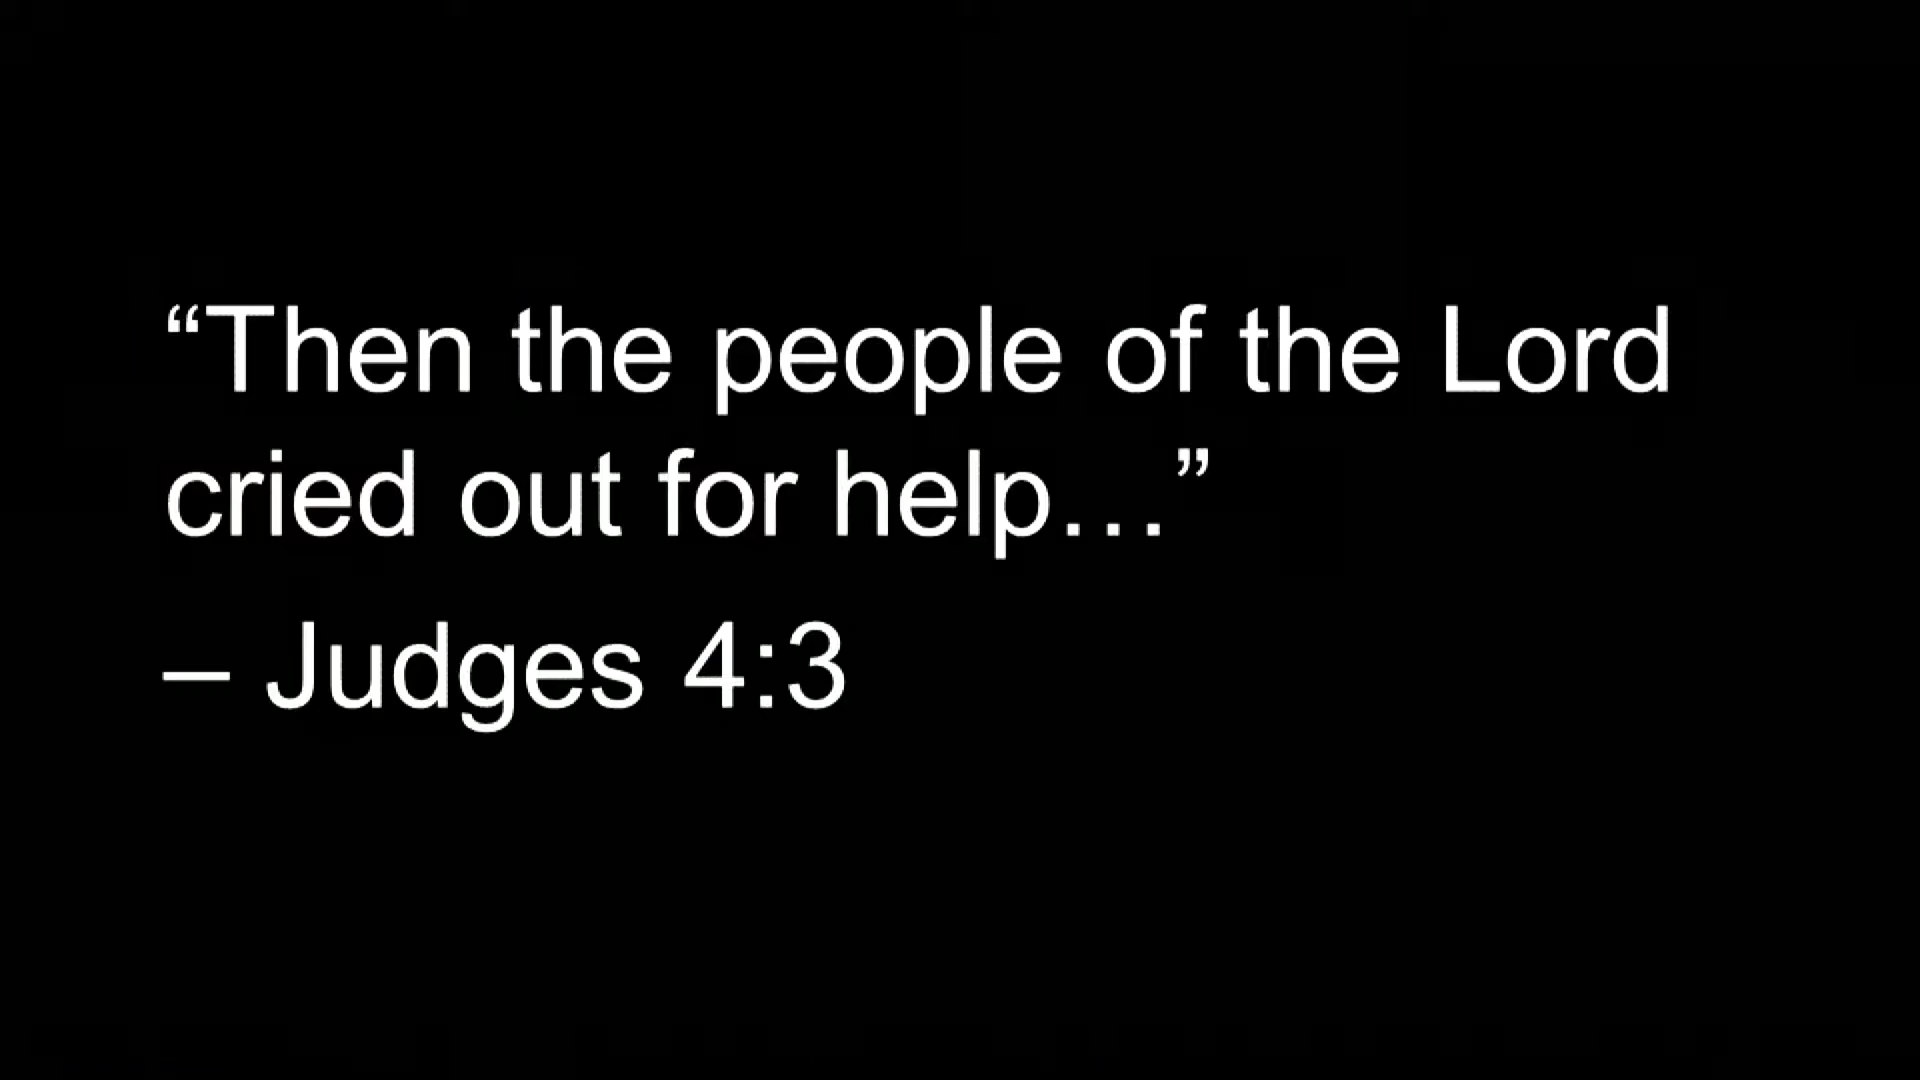 “Then the people of the Lord
cried out for help…”
– Judges 4:3